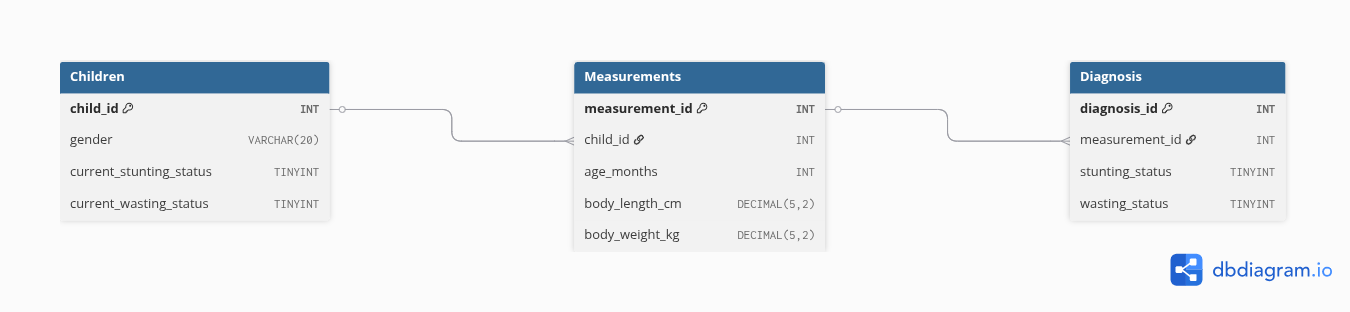 Children
child_id INT
gender VARCHAR(20)
current_stunting_status TINYINT
current_wasting_status TINYINT
Measurements
measurement_id INT
child_id INT
age_months INT
body_length_cm DECIMAL(5,2)
body_weight_kg DECIMAL(5,2)
Diagnosis
diagnosis_id INT
measurement_id INT
stunting_status TINYINT
wasting_status TINYINT
dbdiagram.io